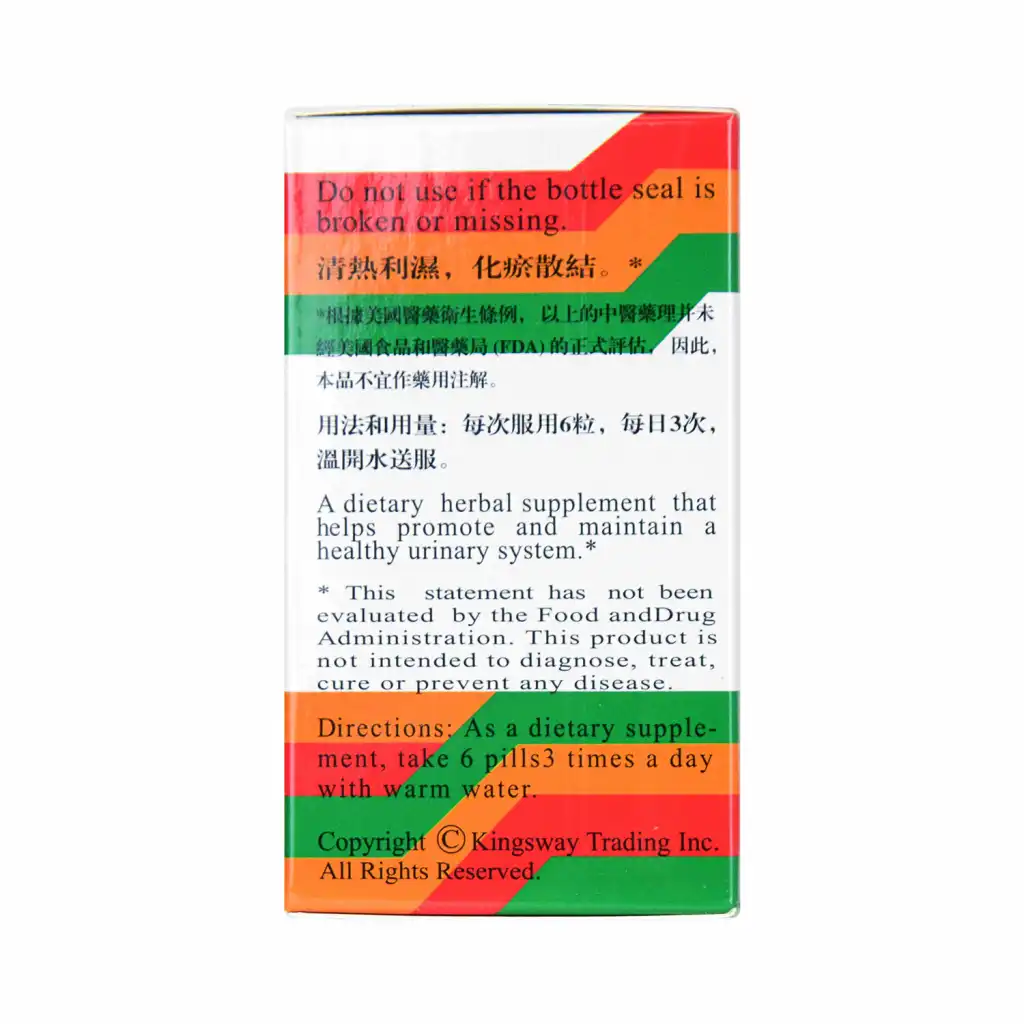 Do not use if the bottle seal is
broken or missing.
清熱利濕，化瘀散結。*
*根據美國醫藥衛生條例，以上的中醫藥理并未
經美國食品和醫藥局(FDA)的正式評估，因此，
本品不宜作藥用注解。
用法和用量：每次服用6粒，每日3次，
溫開水送服。
A dietary herbal supplement that
helps promote and maintain a
healthy urinary system.*
* This statement has not been
evaluated by the Food andDrug
Administration. This product is
not intended to diagnose, treat,
cure or prevent any disease.
Directions: As a dietary supple-
ment, take 6 pills3 times a day
with warm water.
Copyright © Kingsway Trading Inc.
All Rights Reserved.